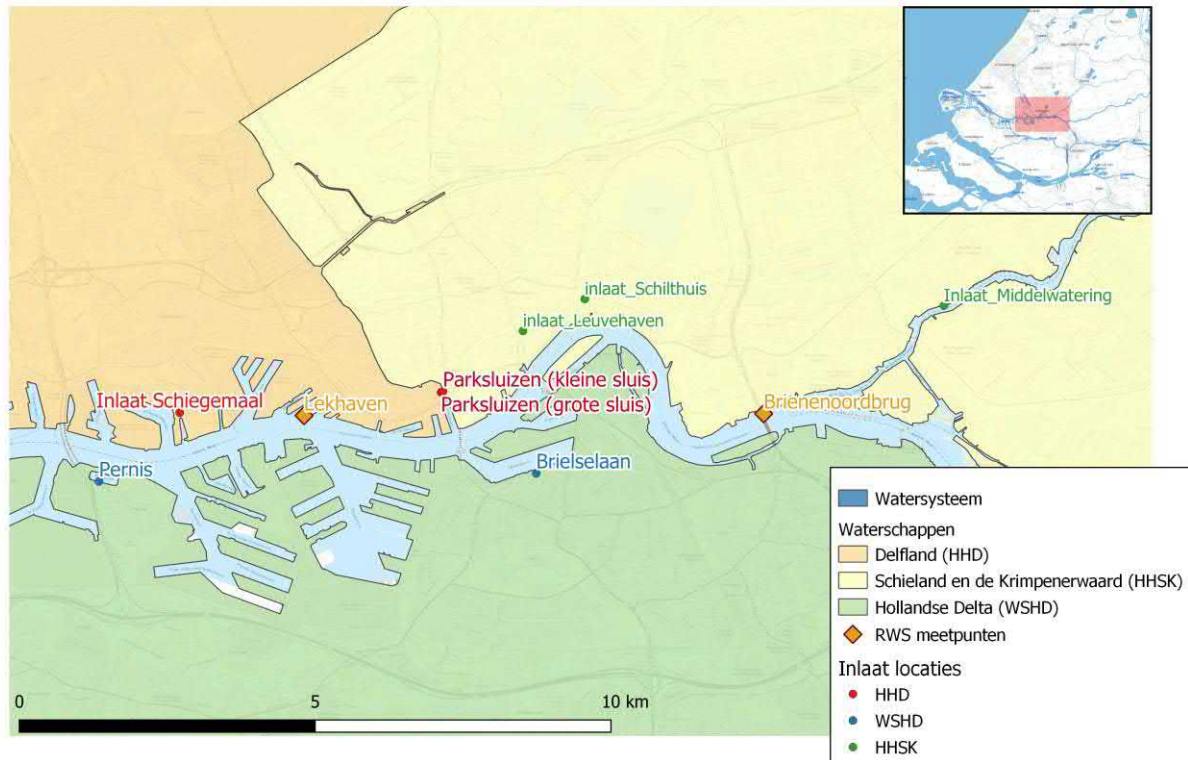 inlaat_Schilthuis
Inlaat_Middelwatering
inlaat_Leuvehaven
Parksluizen (kleine sluis)
Inlaat Schiegemaal
Lekhaven
Parksluizen (grote sluis)
Brienenoordbrug
Pernis
Brielselaan
Watersysteem
Waterschappen
Delfland (HHD)
Schieland en de Krimpenerwaard (HHSK)
Hollandse Delta (WSHD)
RWS meetpunten
Inlaat locaties
HHD
WSHD
HHSK
0 5 10 km